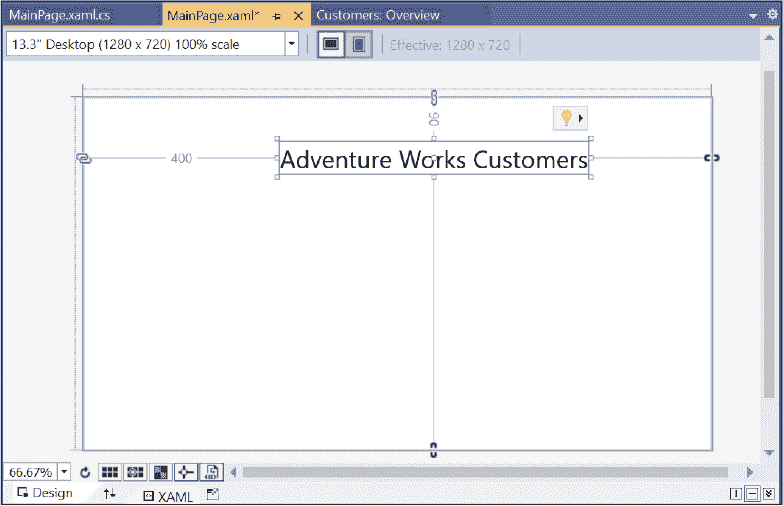 MainPage.xaml.cs MainPage.xaml* Customers: Overview
13.3" Desktop (1280 x 720) 100% scale Effective: 1280 x 720
90
400 Adventure Works Customers
66.67%
Design XAML